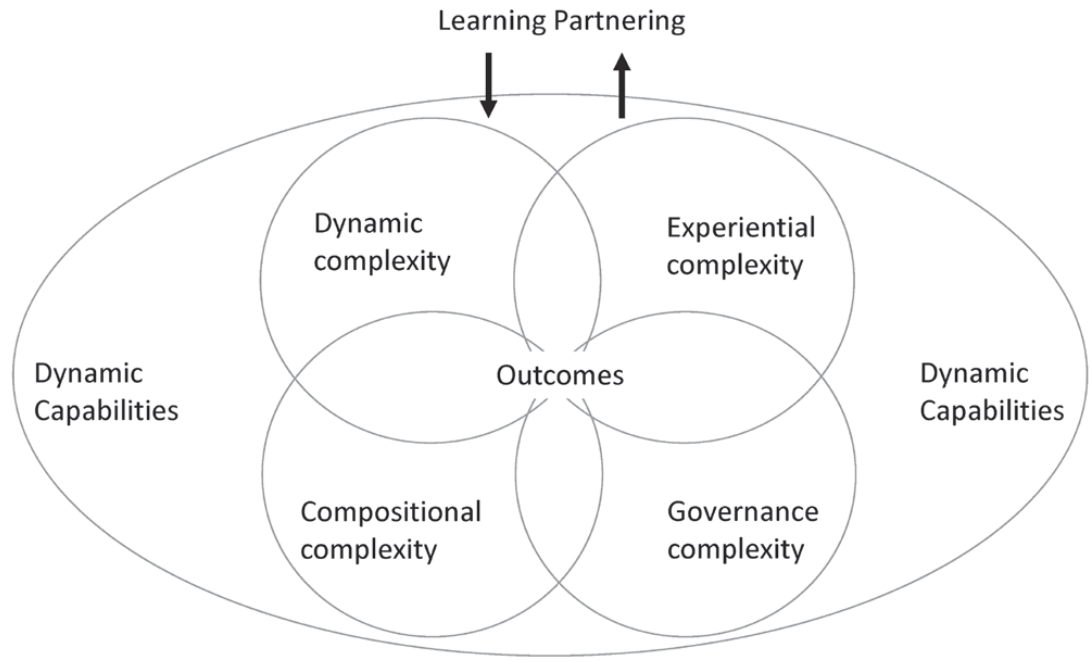 Learning Partnering
Dynamic
complexity
Experiential
complexity
Dynamic
Capabilities
Outcomes
Dynamic
Capabilities
Compositional
complexity
Governance
complexity